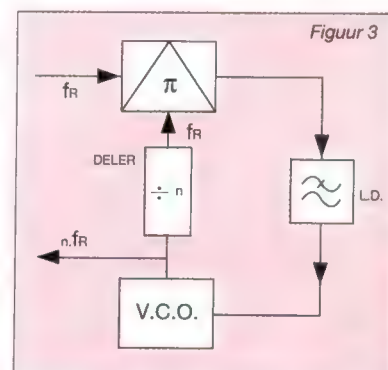 Figuur 3
π
fR
fR
DELER
÷ n
L.D.
n.fR
V.C.O.